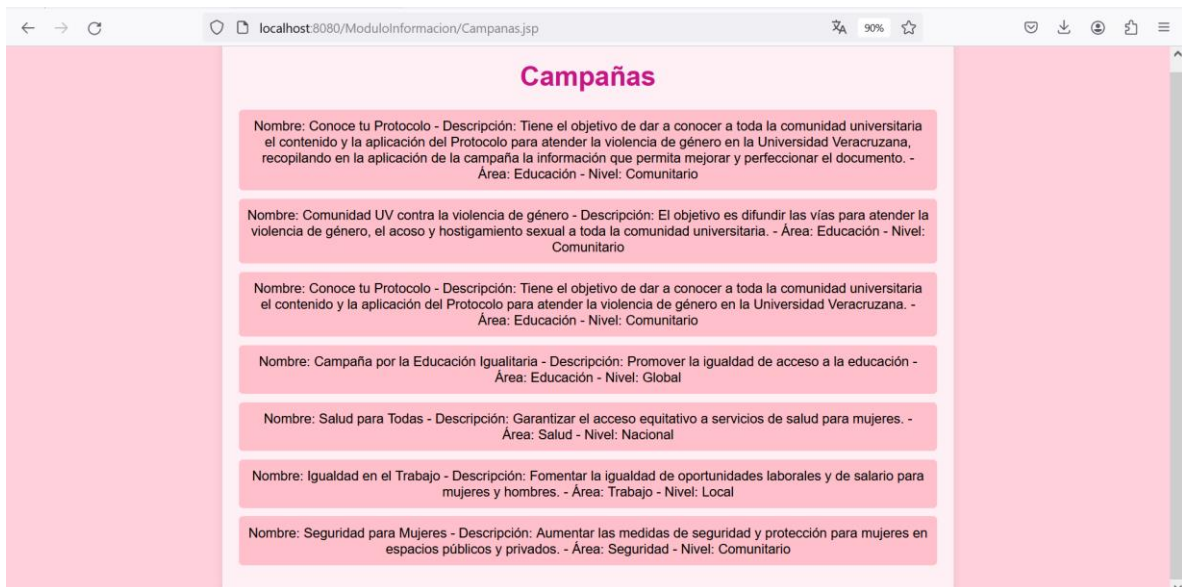 localhost:8080/ModuloInformacion/Campanas.jsp
90%
Campañas
Nombre: Conoce tu Protocolo - Descripción: Tiene el objetivo de dar a conocer a toda la comunidad universitaria
el contenido y la aplicación del Protocolo para atender la violencia de género en la Universidad Veracruzana,
recopilando en la aplicación de la campaña la información que permita mejorar y perfeccionar el documento. -
Área: Educación - Nivel: Comunitario
Nombre: Comunidad UV contra la violencia de género - Descripción: El objetivo es difundir las vías para atender la
violencia de género, el acoso y hostigamiento sexual a toda la comunidad universitaria. - Área: Educación - Nivel:
Comunitario
Nombre: Conoce tu Protocolo - Descripción: Tiene el objetivo de dar a conocer a toda la comunidad universitaria
el contenido y la aplicación del Protocolo para atender la violencia de género en la Universidad Veracruzana. -
Área: Educación - Nivel: Comunitario
Nombre: Campaña por la Educación Igualitaria - Descripción: Promover la igualdad de acceso a la educación -
Área: Educación - Nivel: Global
Nombre: Salud para Todas - Descripción: Garantizar el acceso equitativo a servicios de salud para mujeres. -
Área: Salud - Nivel: Nacional
Nombre: Igualdad en el Trabajo - Descripción: Fomentar la igualdad de oportunidades laborales y de salario para
mujeres y hombres. - Área: Trabajo - Nivel: Local
Nombre: Seguridad para Mujeres - Descripción: Aumentar las medidas de seguridad y protección para mujeres en
espacios públicos y privados. - Área: Seguridad - Nivel: Comunitario